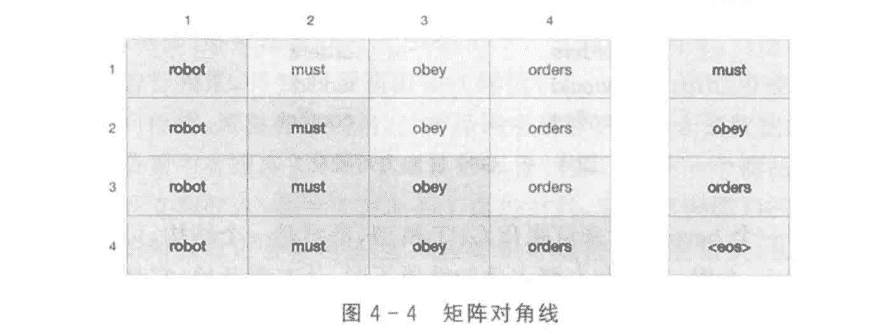 1 2 3 4
1 robot must obey orders must
2 robot must obey orders obey
3 robot must obey orders orders
4 robot must obey orders <eos>
图 4-4 矩阵对角线